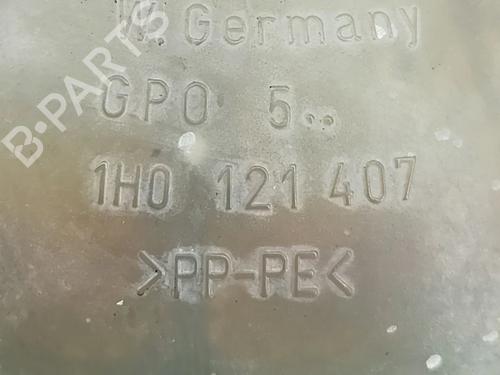 Germany
GPO 5..
1H0 121 407
>PP-PE<
B-PARTS